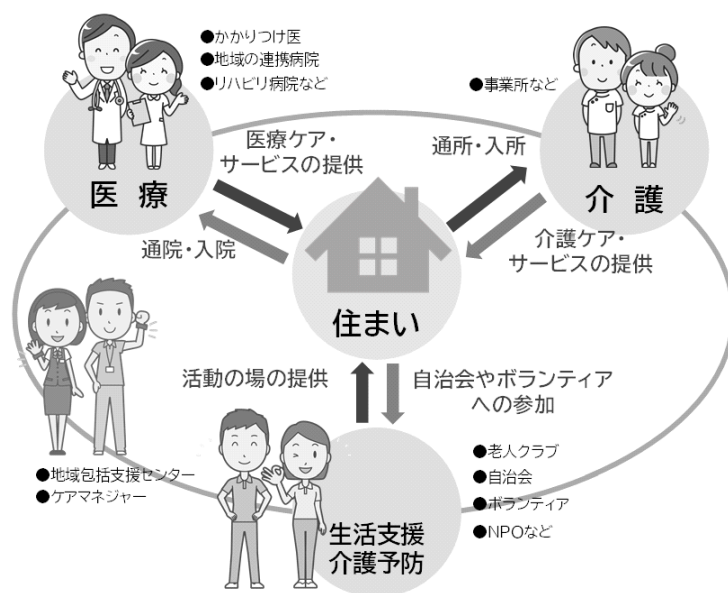 ●かかりつけ医
●地域の連携病院
●リハビリ病院など
●事業所など
医療ケア・
サービスの提供
通所・入所
医療
介護
通院・入院
介護ケア・
サービスの提供
住まい
活動の場の提供
自治会やボランティア
への参加
●地域包括支援センター
●ケアマネジャー
●老人クラブ
●自治会
●ボランティア
●NPOなど
生活支援
介護予防